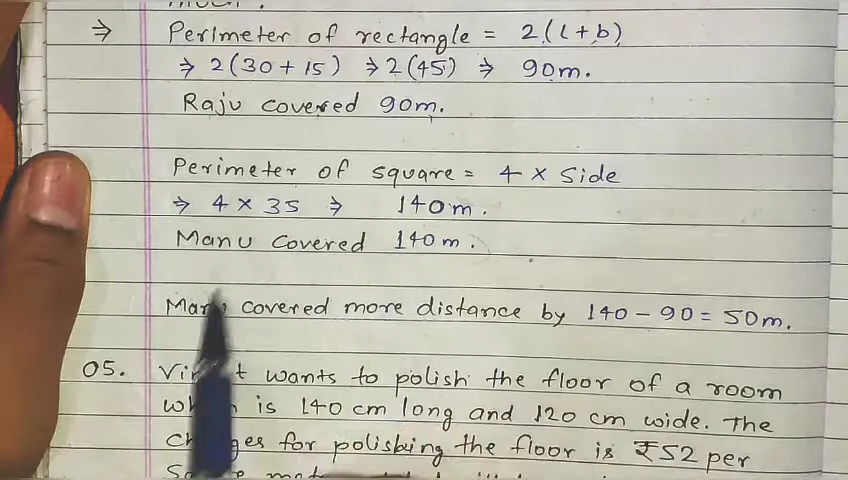 ⇒ Perimeter of rectangle = 2(l+b)
⇒ 2(30+15) ⇒ 2(45) ⇒ 90m.
Raju covered 90m.
Perimeter of square = 4 × Side
⇒ 4 × 35 ⇒ 140m.
Manu covered 140m.
covered more distance by 140 - 90 = 50m.
05. wants to polish the floor of a room
is 140 cm long and 120 cm wide. The
for polishing the floor is ₹52 per